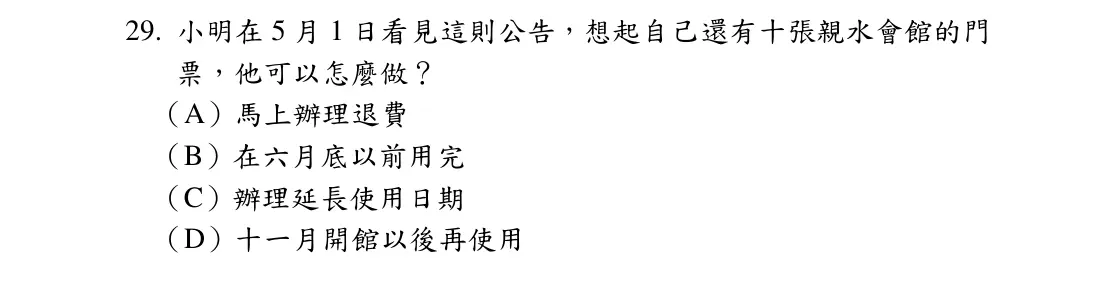 29. 小明在 5 月 1 日看見這則公告，想起自己還有十張親水會館的門
票，他可以怎麼做？
（A）馬上辦理退費
（B）在六月底以前用完
（C）辦理延長使用日期
（D）十一月開館以後再使用